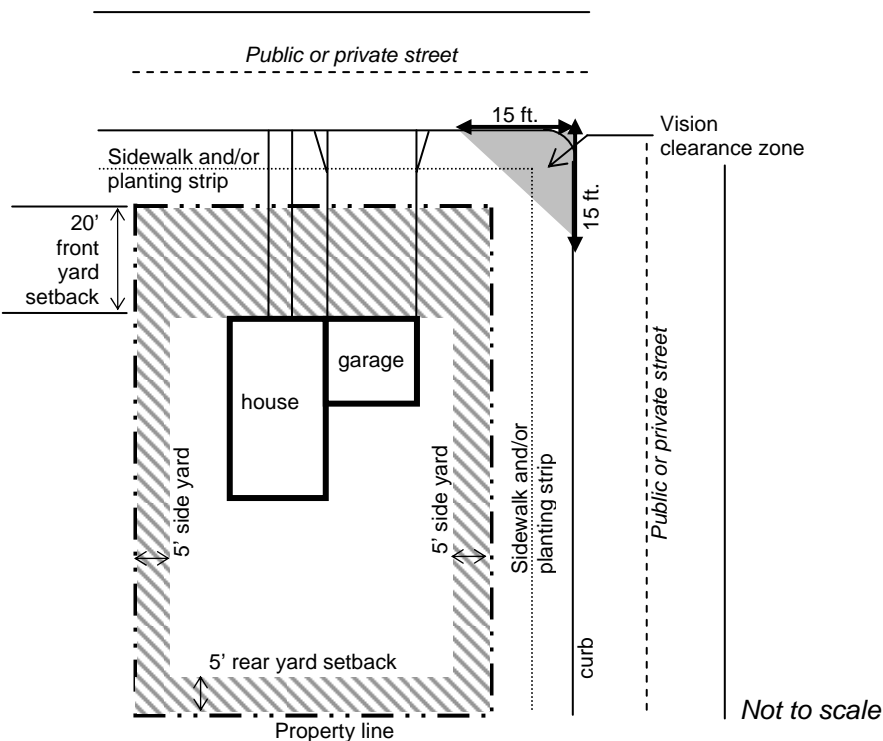 Public or private street
15 ft.
Vision
clearance zone
Sidewalk and/or
planting strip
15 ft.
20’
front
yard
setback
garage
house
5’ side yard
5’ side yard
Sidewalk and/or
planting strip
Public or private street
5’ rear yard setback
curb
Not to scale
Property line